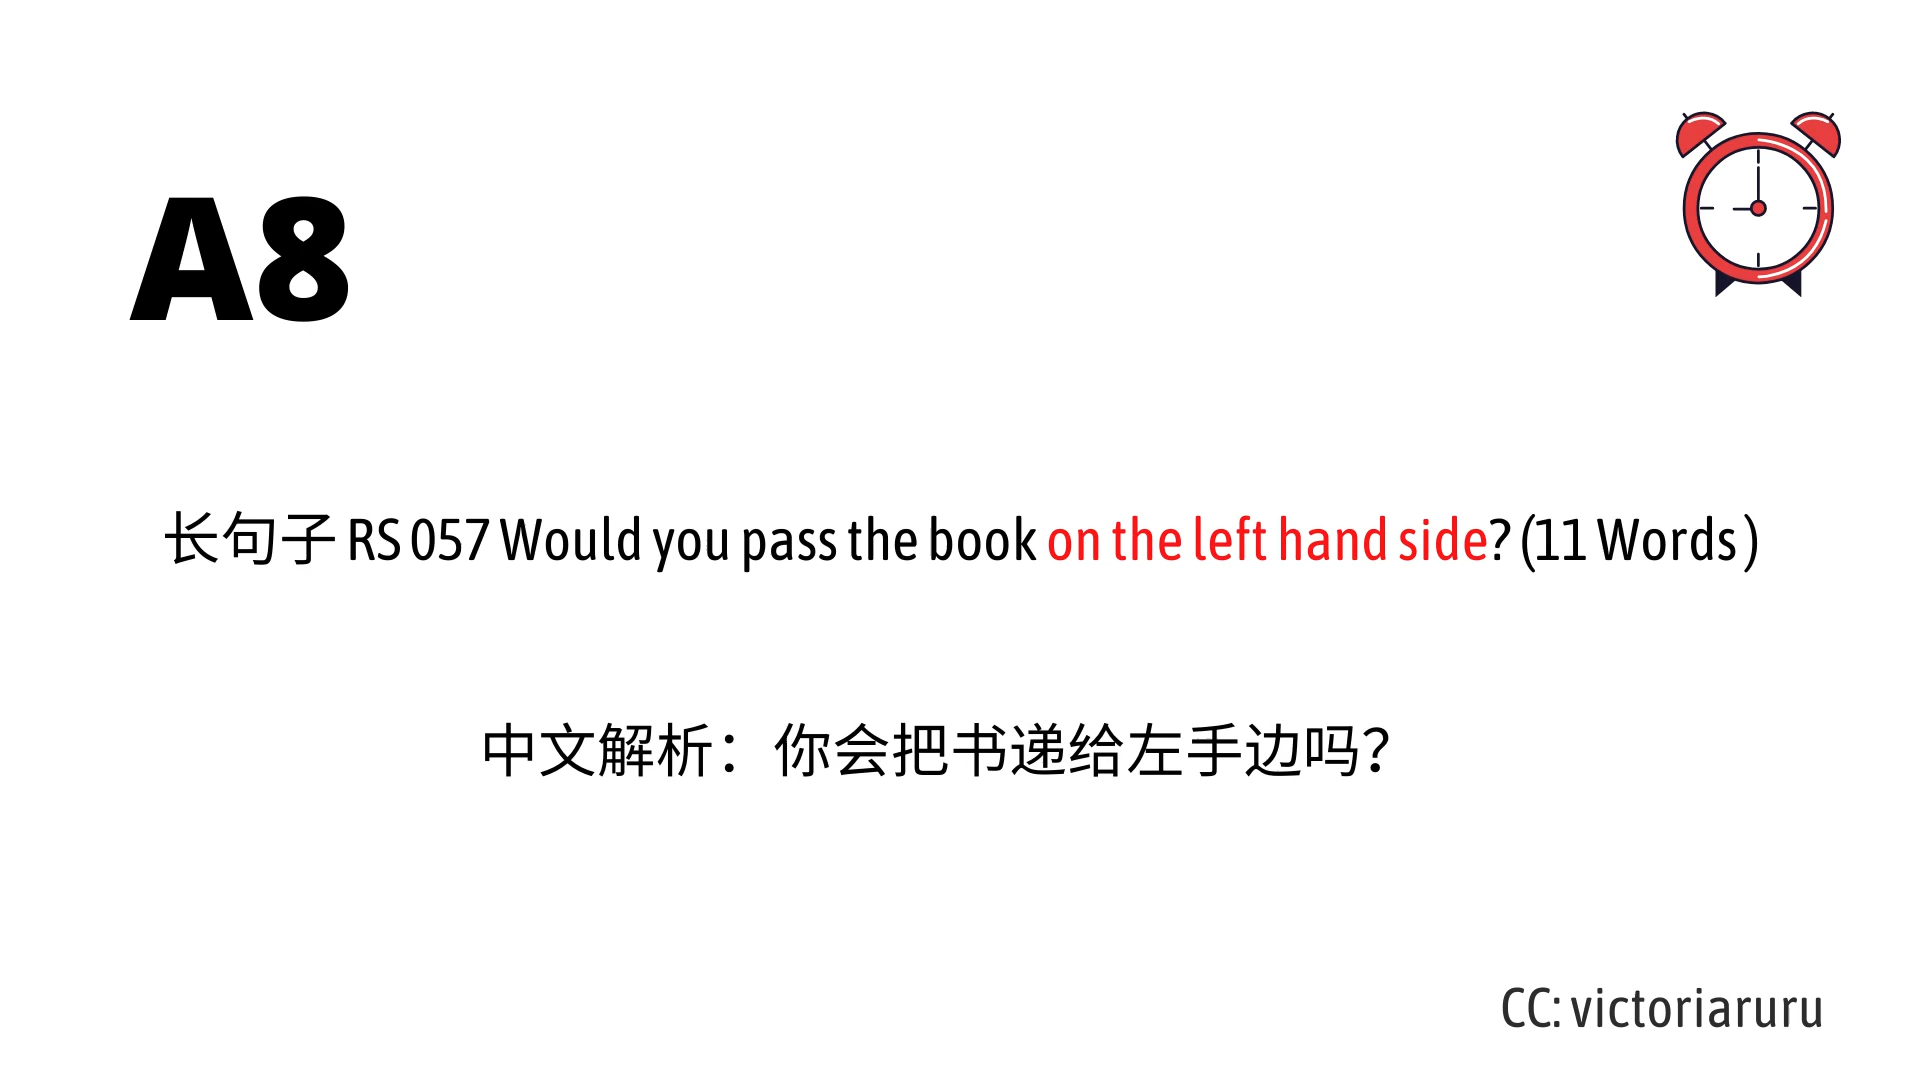 A8
长句子 RS 057 Would you pass the book on the left hand side? (11 Words )
中文解析：你会把书递给左手边吗？
CC: victoriaruru